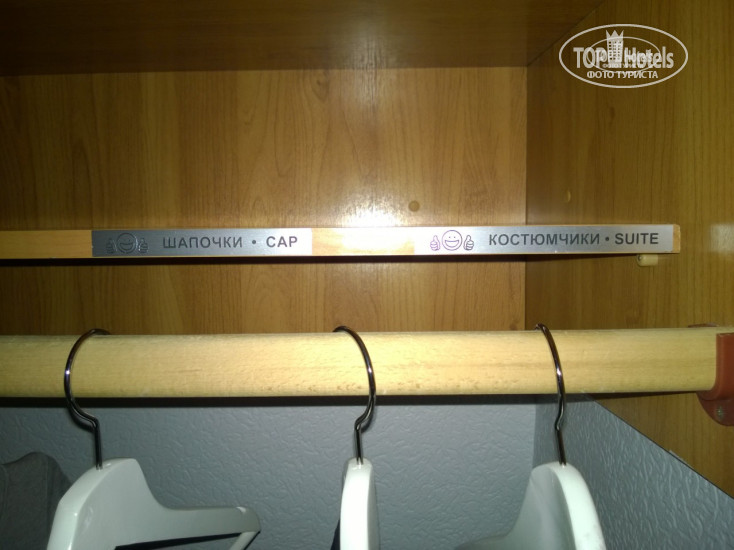 TOP Hotels
ФОТО ТУРИСТА
ШАПОЧКИ • CAP
КОСТЮМЧИКИ • SUITE